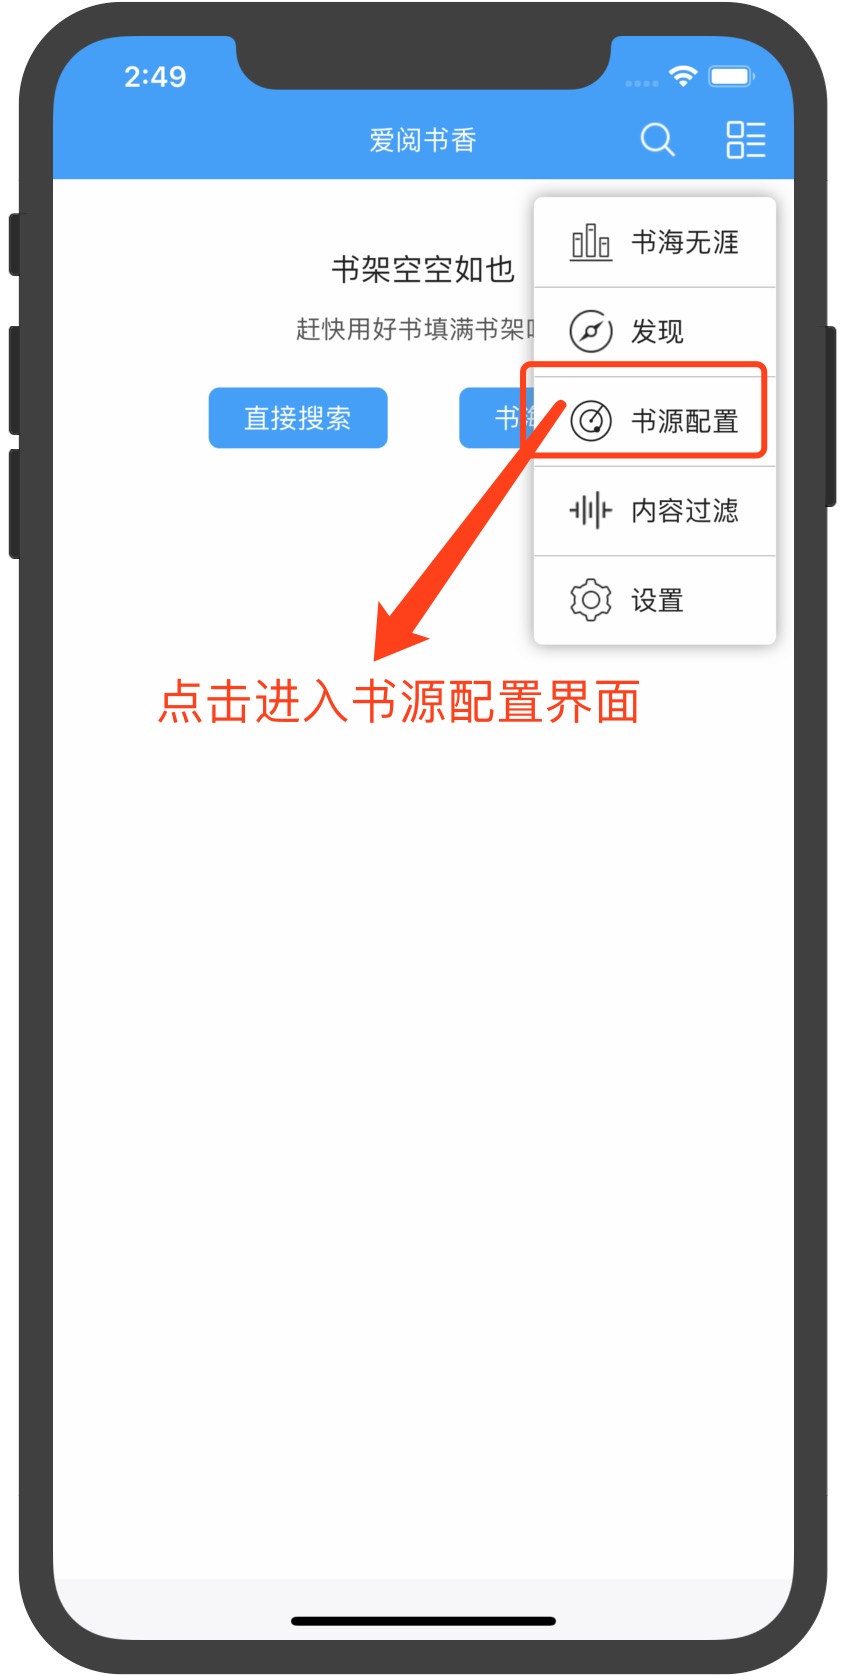 2:49
爱阅书香
书架空空如也
赶快用好书填满书架
直接搜索
书海
书海无涯
发现
书源配置
内容过滤
设置
点击进入书源配置界面